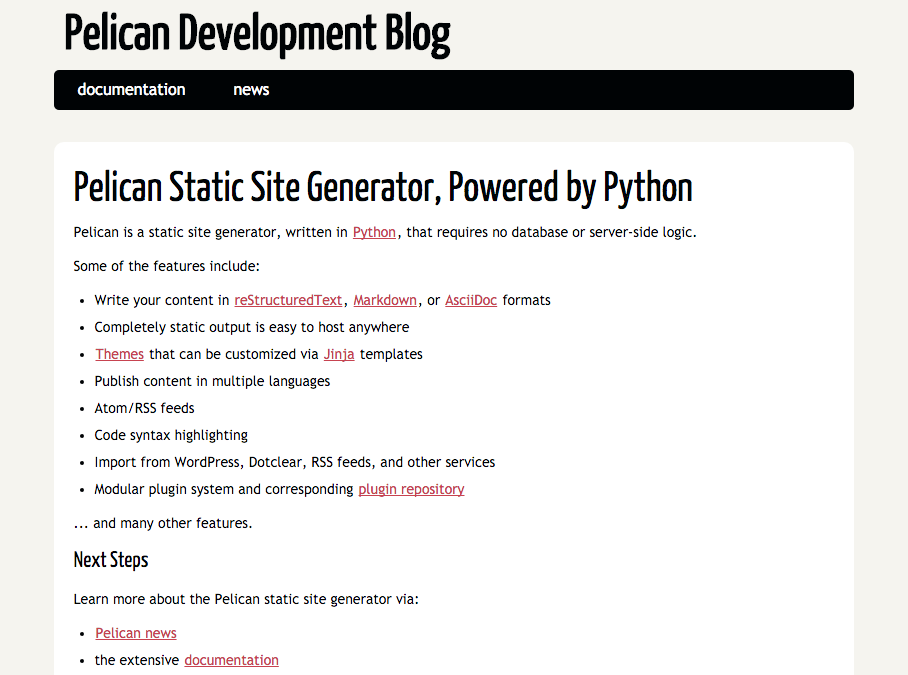 Pelican Development Blog
documentation news
Pelican Static Site Generator, Powered by Python
Pelican is a static site generator, written in Python, that requires no database or server-side logic.
Some of the features include:
• Write your content in reStructuredText, Markdown, or AsciiDoc formats
• Completely static output is easy to host anywhere
• Themes that can be customized via Jinja templates
• Publish content in multiple languages
• Atom/RSS feeds
• Code syntax highlighting
• Import from WordPress, Dotclear, RSS feeds, and other services
• Modular plugin system and corresponding plugin repository
... and many other features.
Next Steps
Learn more about the Pelican static site generator via:
• Pelican news
• the extensive documentation